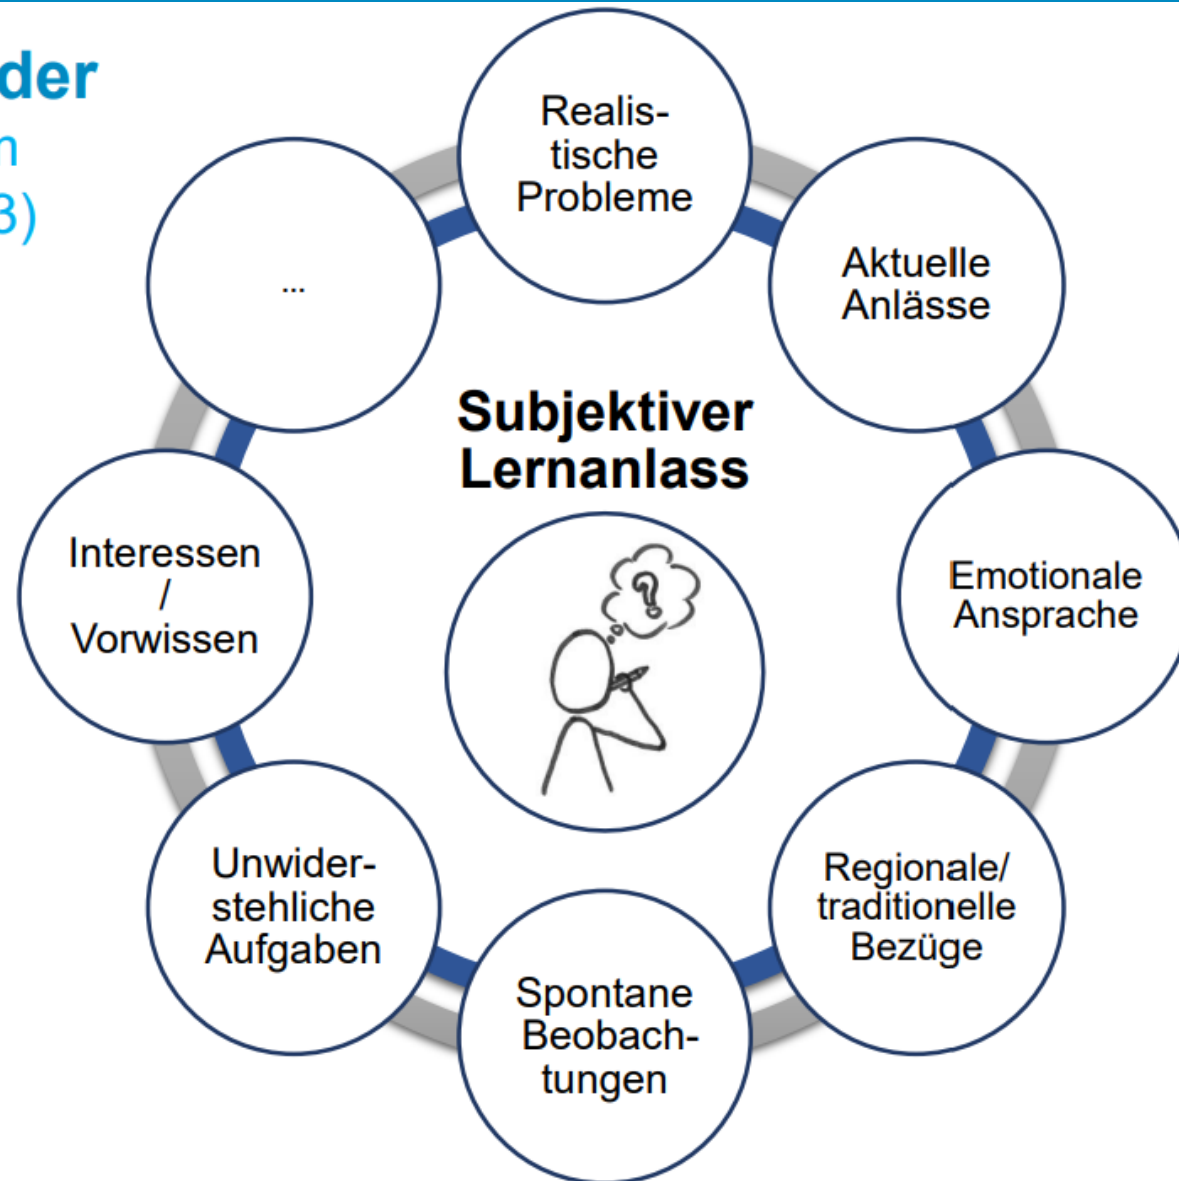 der
n
3)
Realis-
tische
Probleme
Aktuelle
Anlässe
Emotionale
Ansprache
Regionale/
traditionelle
Bezüge
Spontane
Beobach-
tungen
Unwider-
stehliche
Aufgaben
Interessen
/
Vorwissen
...
Subjektiver
Lernanlass
?